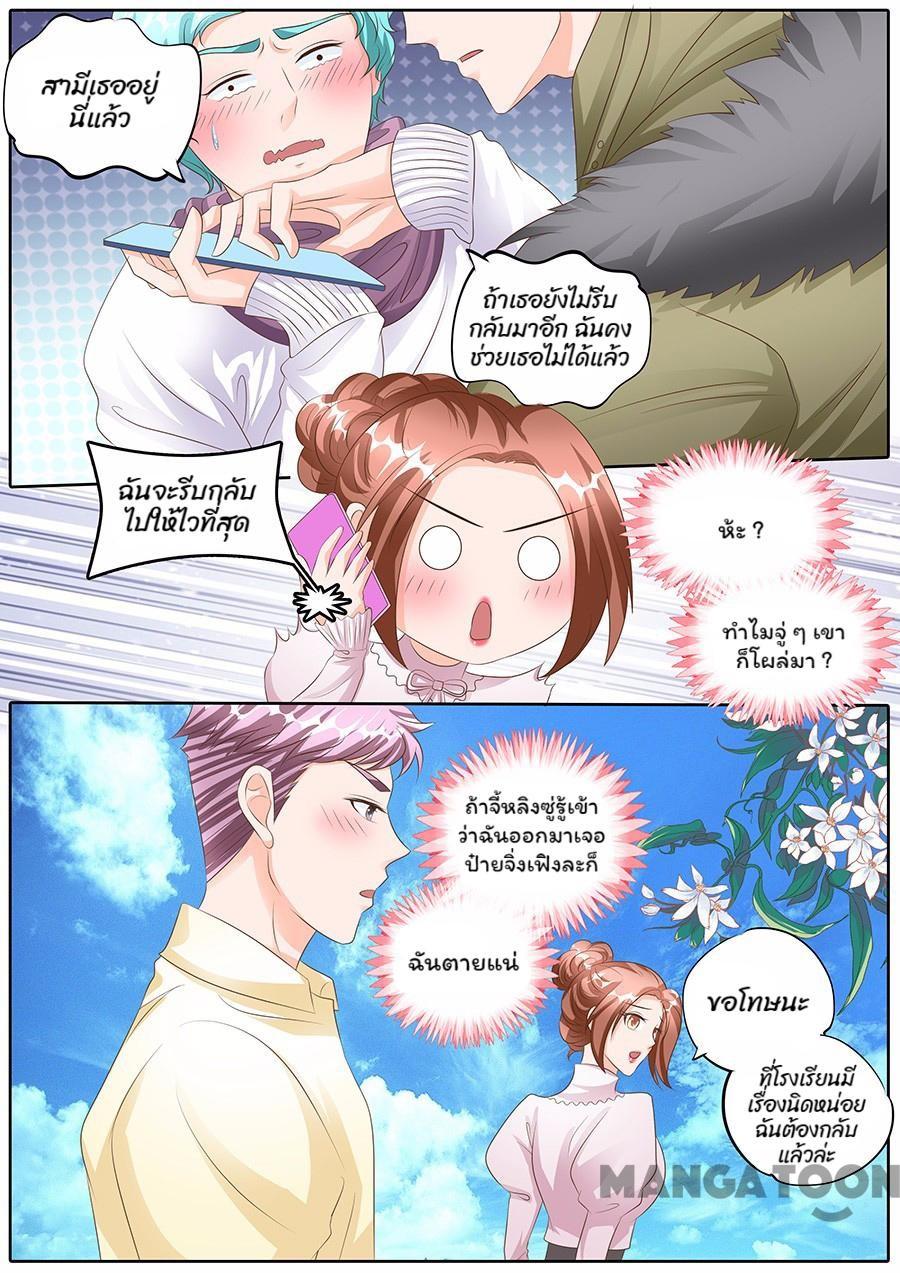 สามีเธออยู่
นี่แล้ว
ถ้าเธอยังไม่รีบ
กลับมาอีก ฉันคง
ช่วยเธอไม่ได้แล้ว
ฉันจะรีบกลับ
ไปให้ไวที่สุด
ห้ะ ?
ทำไมจู่ ๆ เขา
ก็โผล่มา ?
ถ้าจี้หลิงซู่รู้เข้า
ว่าฉันออกมาเจอ
ป๋ายจิ่งเฟิงละก็
ฉันตายแน่
ขอโทษนะ
ที่โรงเรียนมี
เรื่องนิดหน่อย
ฉันต้องกลับ
แล้วล่ะ
MANGATOON